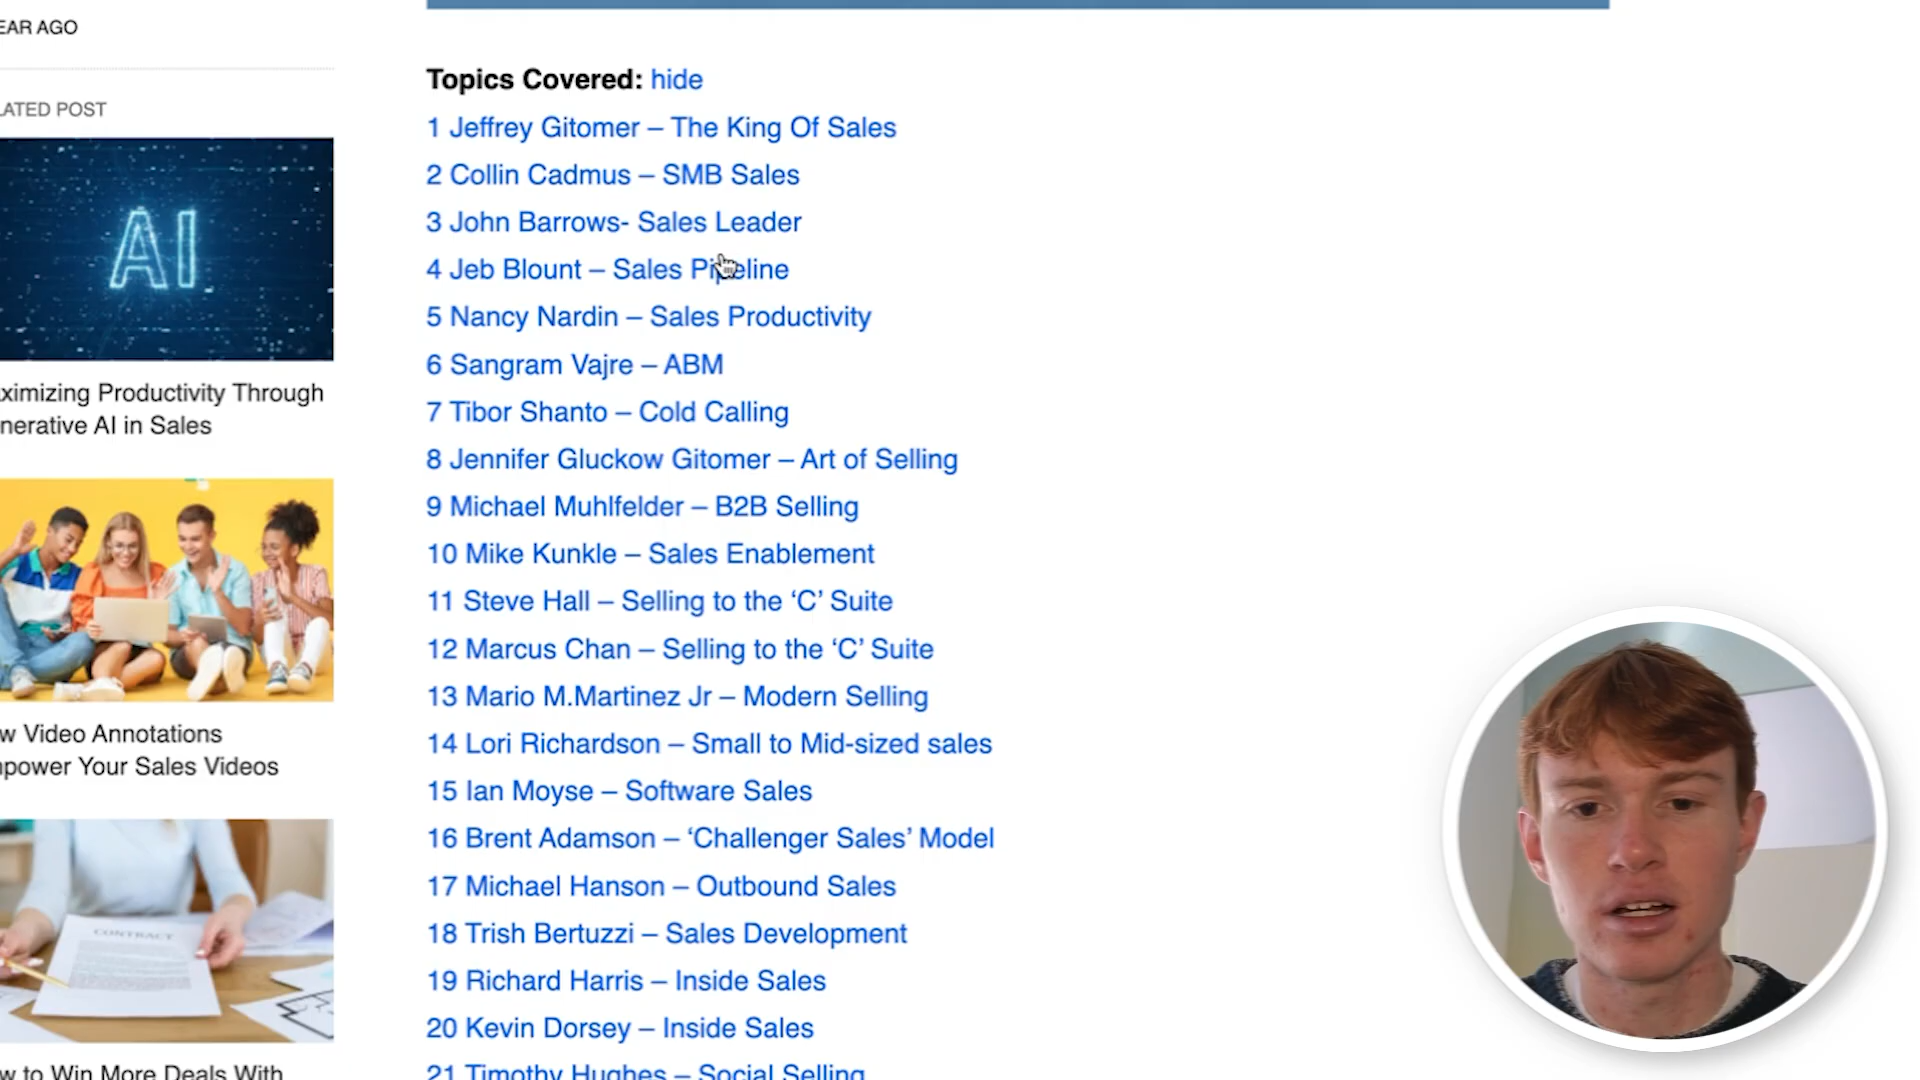 EAR AGO
LATED POST
AI
ximizing Productivity Through
nerative AI in Sales
w Video Annotations
power Your Sales Videos
CONTRACT
w to Win More Deals With
Topics Covered: hide
1 Jeffrey Gitomer – The King Of Sales
2 Collin Cadmus – SMB Sales
3 John Barrows- Sales Leader
4 Jeb Blount – Sales Pipeline
5 Nancy Nardin – Sales Productivity
6 Sangram Vajre – ABM
7 Tibor Shanto – Cold Calling
8 Jennifer Gluckow Gitomer – Art of Selling
9 Michael Muhlfelder – B2B Selling
10 Mike Kunkle – Sales Enablement
11 Steve Hall – Selling to the ‘C’ Suite
12 Marcus Chan – Selling to the ‘C’ Suite
13 Mario M.Martinez Jr – Modern Selling
14 Lori Richardson – Small to Mid-sized sales
15 Ian Moyse – Software Sales
16 Brent Adamson – ‘Challenger Sales’ Model
17 Michael Hanson – Outbound Sales
18 Trish Bertuzzi – Sales Development
19 Richard Harris – Inside Sales
20 Kevin Dorsey – Inside Sales
21 Timothy Hughes – Social Selling